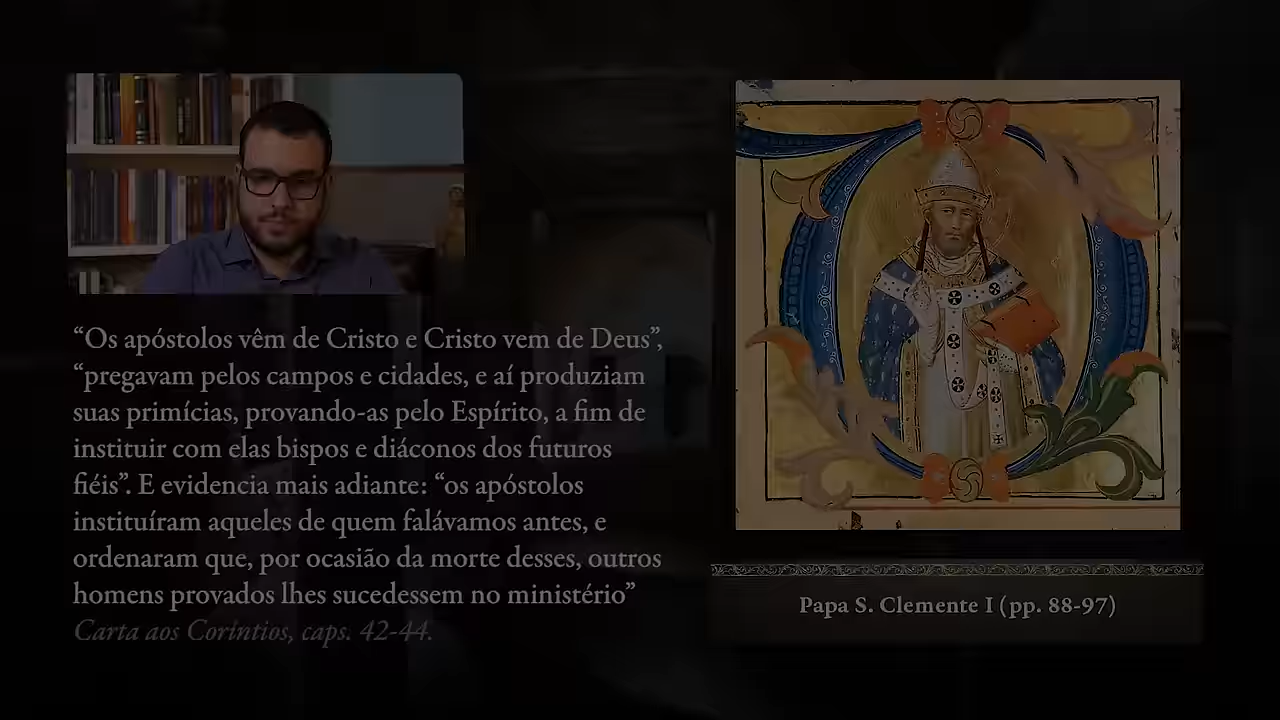 “Os apóstolos vêm de Cristo e Cristo vem de Deus”,
“pregavam pelos campos e cidades, e aí produziam
suas primícias, provando-as pelo Espírito, a fim de
instituir com elas bispos e diáconos dos futuros
fiéis”. E evidencia mais adiante: “os apóstolos
instituíram aqueles de quem falávamos antes, e
ordenaram que, por ocasião da morte desses, outros
homens provados lhes sucedessem no ministério”
Carta aos Coríntios, caps. 42-44.
Papa S. Clemente I (pp. 88-97)